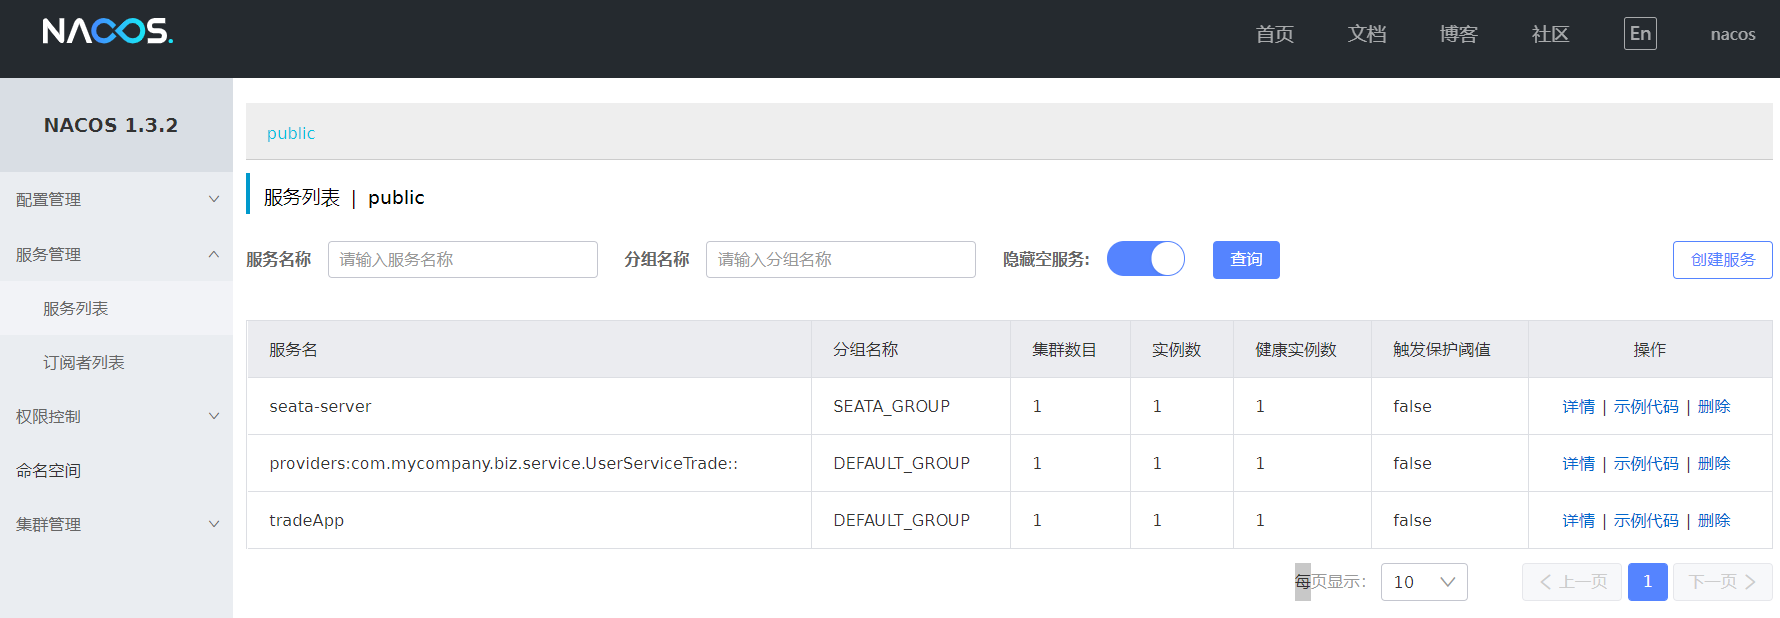 NACOS. 首页 文档 博客 社区 En nacos
NACOS 1.3.2
配置管理
服务管理
服务列表
订阅者列表
权限控制
命名空间
集群管理
public
服务列表 | public
服务名称 请输入服务名称 分组名称 请输入分组名称 隐藏空服务: 查询 创建服务
服务名 分组名称 集群数目 实例数 健康实例数 触发保护阈值 操作
seata-server SEATA_GROUP 1 1 1 false 详情 | 示例代码 | 删除
providers:com.mycompany.biz.service.UserServiceTrade:: DEFAULT_GROUP 1 1 1 false 详情 | 示例代码 | 删除
tradeApp DEFAULT_GROUP 1 1 1 false 详情 | 示例代码 | 删除
每页显示: 10 上一页 1 下一页